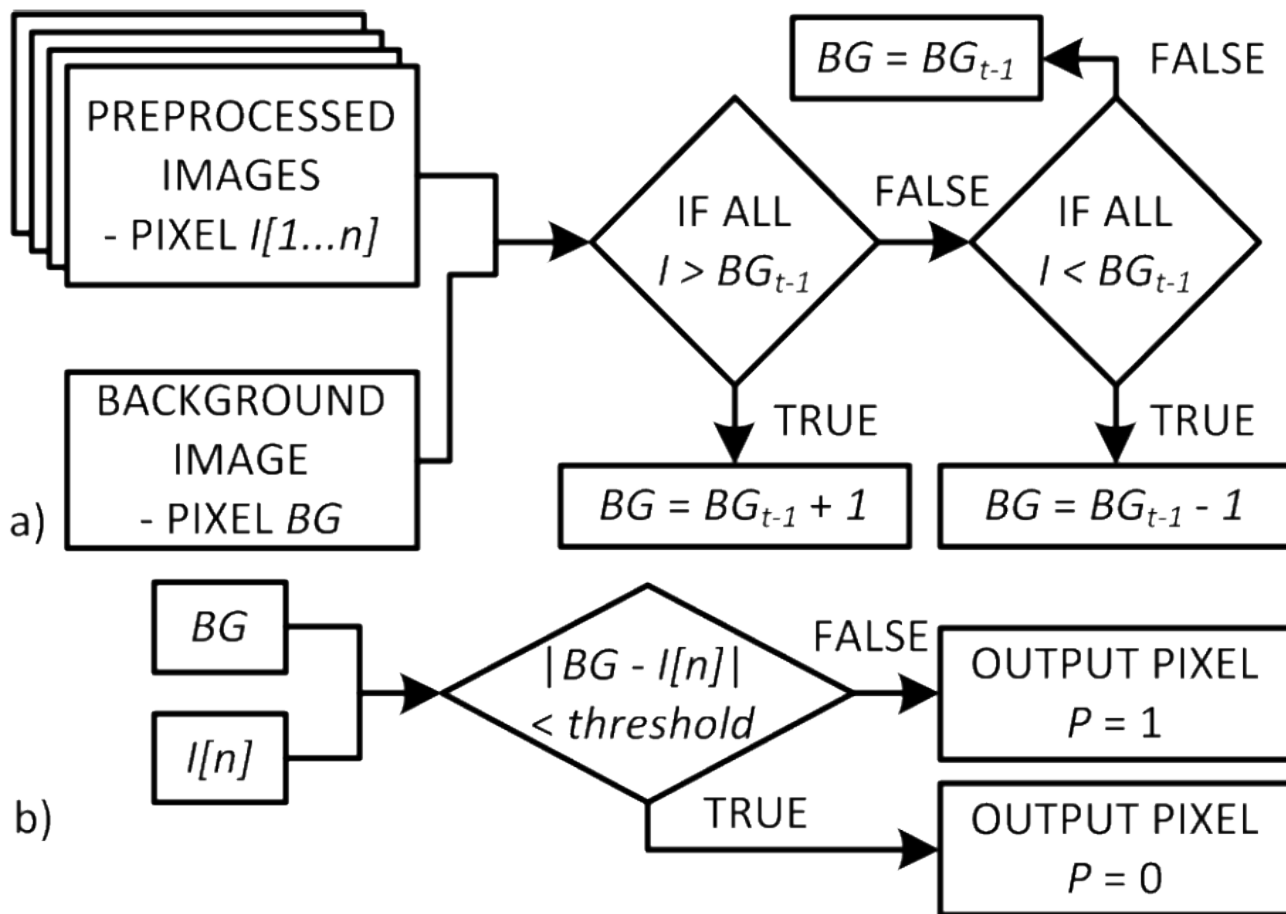 PREPROCESSED
IMAGES
- PIXEL I[1...n]
BACKGROUND
IMAGE
- PIXEL BG
a)
IF ALL
I > BGt-1
FALSE
TRUE
BG = BGt-1 + 1
IF ALL
I < BGt-1
FALSE
BG = BGt-1
TRUE
BG = BGt-1 - 1
b)
BG
I[n]
|BG - I[n]|
< threshold
FALSE
OUTPUT PIXEL
P = 1
TRUE
OUTPUT PIXEL
P = 0